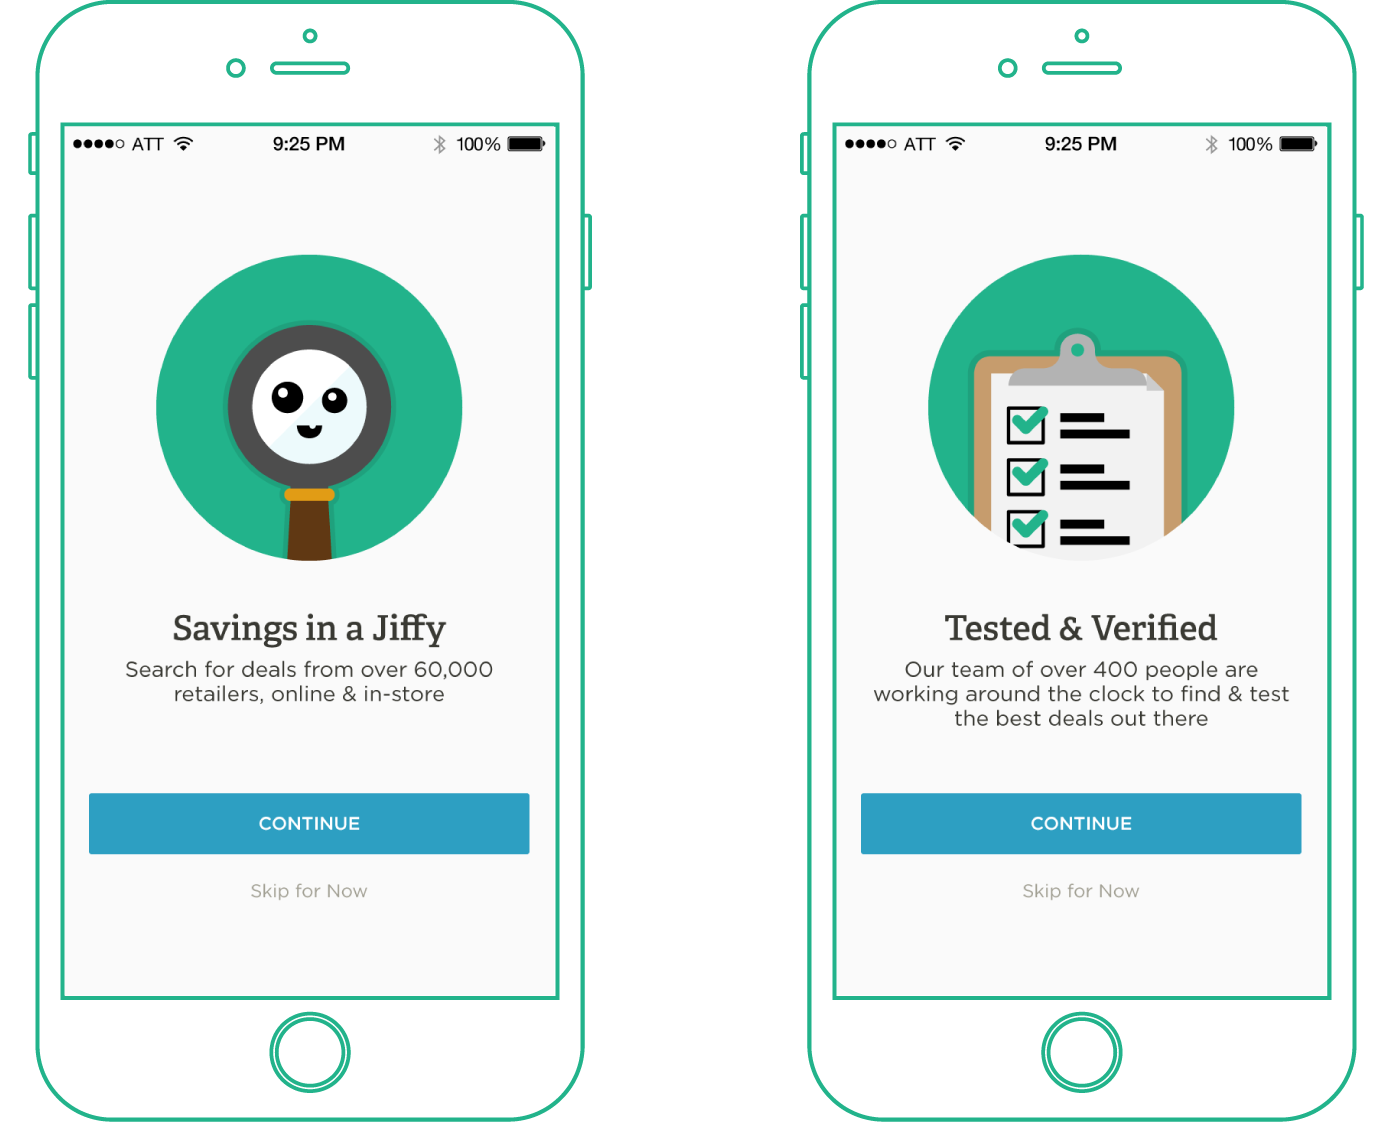 ATT 9:25 PM 100%
Savings in a Jiffy
Search for deals from over 60,000
retailers, online & in-store
CONTINUE
Skip for Now
ATT 9:25 PM 100%
Tested & Verified
Our team of over 400 people are
working around the clock to find & test
the best deals out there
CONTINUE
Skip for Now